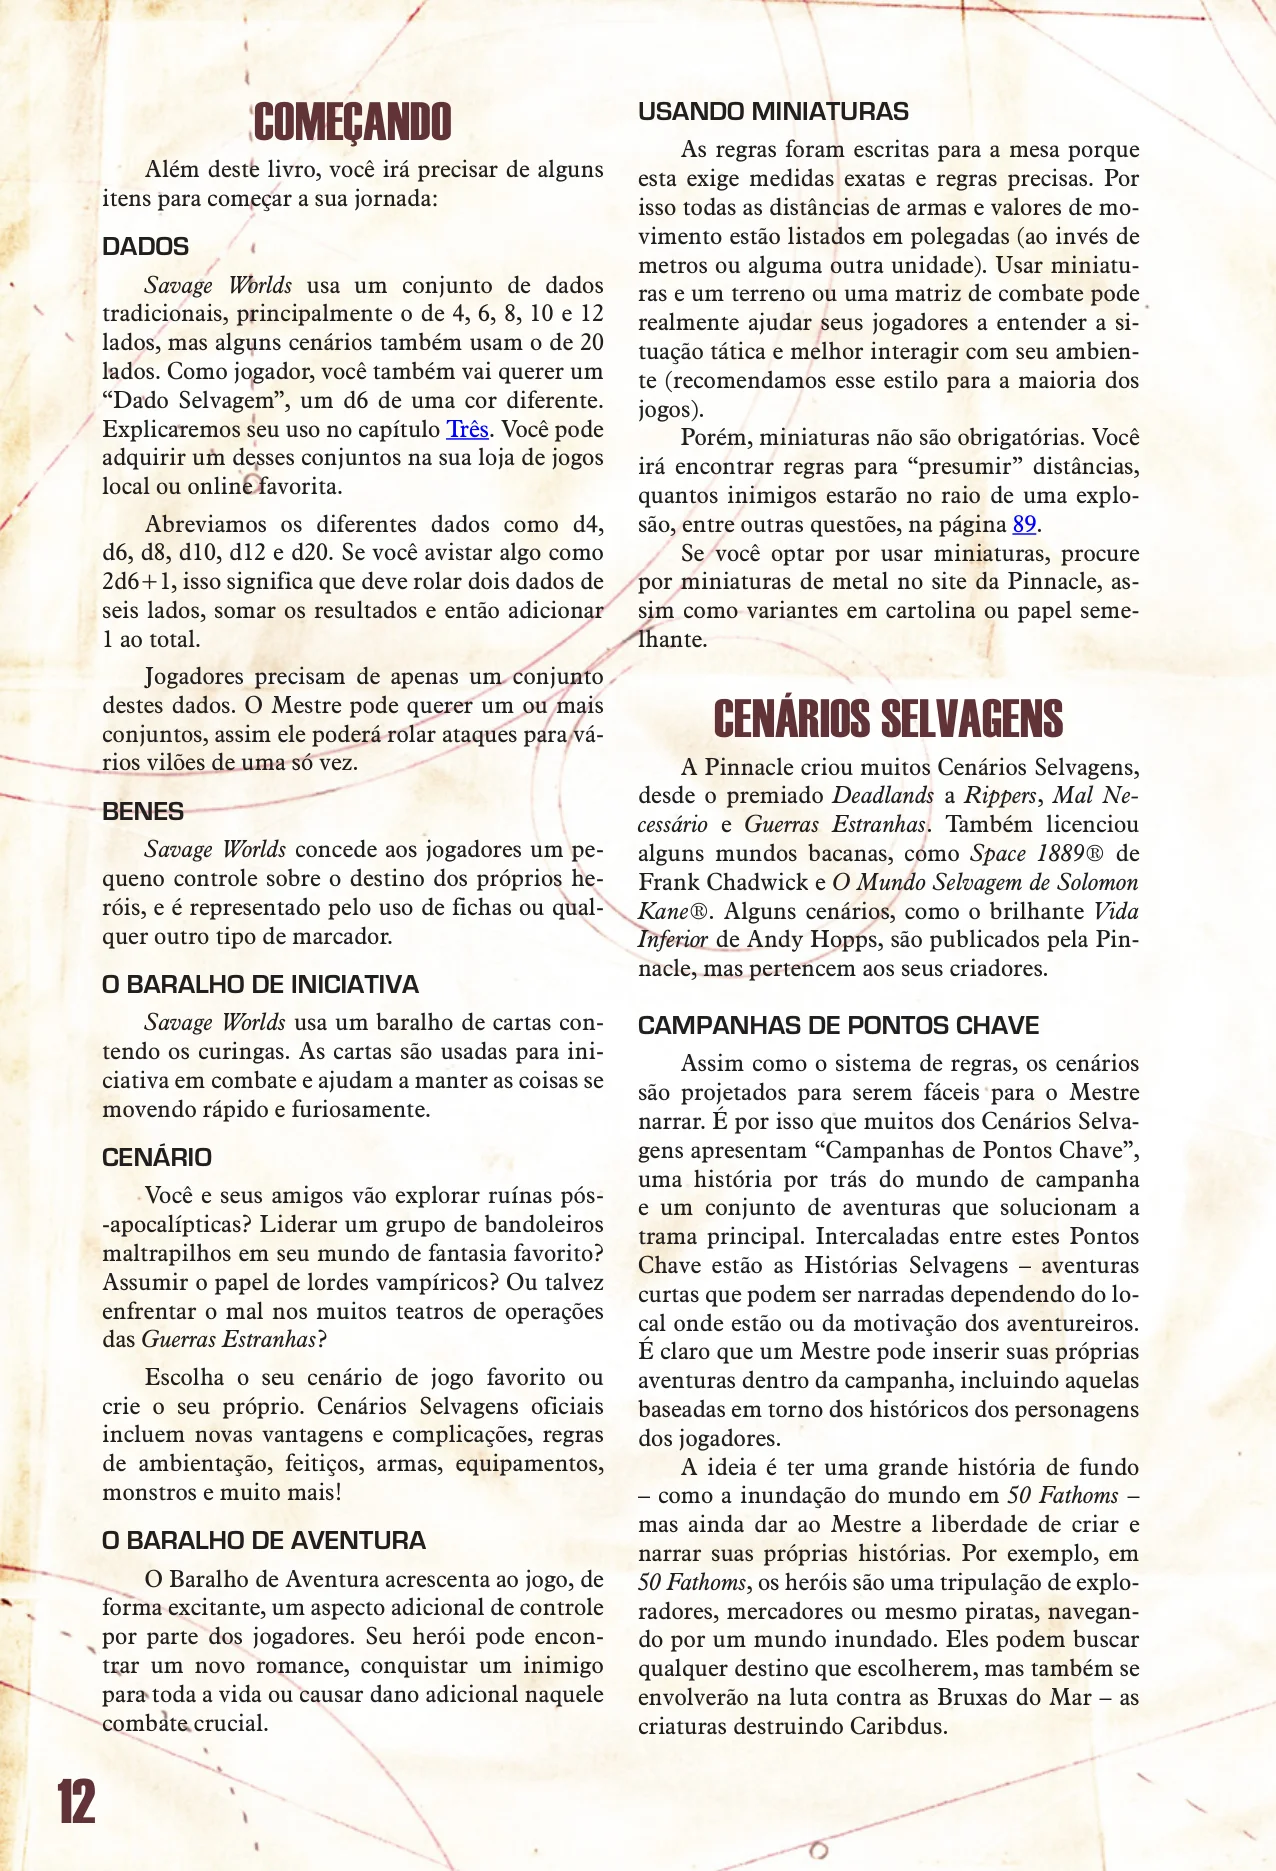 COMEÇANDO
Além deste livro, você irá precisar de alguns
itens para começar a sua jornada:
DADOS
Savage Worlds usa um conjunto de dados
tradicionais, principalmente o de 4, 6, 8, 10 e 12
lados, mas alguns cenários também usam o de 20
lados. Como jogador, você também vai querer um
“Dado Selvagem”, um d6 de uma cor diferente.
Explicaremos seu uso no capítulo Três. Você pode
adquirir um desses conjuntos na sua loja de jogos
local ou online favorita.
Abreviamos os diferentes dados como d4,
d6, d8, d10, d12 e d20. Se você avistar algo como
2d6+1, isso significa que deve rolar dois dados de
seis lados, somar os resultados e então adicionar
1 ao total.
Jogadores precisam de apenas um conjunto
destes dados. O Mestre pode querer um ou mais
conjuntos, assim ele poderá rolar ataques para vá-
rios vilões de uma só vez.
BENES
Savage Worlds concede aos jogadores um pe-
queno controle sobre o destino dos próprios he-
róis, e é representado pelo uso de fichas ou qual-
quer outro tipo de marcador.
O BARALHO DE INICIATIVA
Savage Worlds usa um baralho de cartas con-
tendo os curingas. As cartas são usadas para ini-
ciativa em combate e ajudam a manter as coisas se
movendo rápido e furiosamente.
CENÁRIO
Você e seus amigos vão explorar ruínas pós-
-apocalípticas? Liderar um grupo de bandoleiros
maltrapilhos em seu mundo de fantasia favorito?
Assumir o papel de lordes vampíricos? Ou talvez
enfrentar o mal nos muitos teatros de operações
das Guerras Estranhas?
Escolha o seu cenário de jogo favorito ou
crie o seu próprio. Cenários Selvagens oficiais
incluem novas vantagens e complicações, regras
de ambientação, feitiços, armas, equipamentos,
monstros e muito mais!
O BARALHO DE AVENTURA
O Baralho de Aventura acrescenta ao jogo, de
forma excitante, um aspecto adicional de controle
por parte dos jogadores. Seu herói pode encon-
trar um novo romance, conquistar um inimigo
para toda a vida ou causar dano adicional naquele
combate crucial.
USANDO MINIATURAS
As regras foram escritas para a mesa porque
esta exige medidas exatas e regras precisas. Por
isso todas as distâncias de armas e valores de mo-
vimento estão listados em polegadas (ao invés de
metros ou alguma outra unidade). Usar miniatu-
ras e um terreno ou uma matriz de combate pode
realmente ajudar seus jogadores a entender a si-
tuação tática e melhor interagir com seu ambien-
te (recomendamos esse estilo para a maioria dos
jogos).
Porém, miniaturas não são obrigatórias. Você
irá encontrar regras para “presumir” distâncias,
quantos inimigos estarão no raio de uma explo-
são, entre outras questões, na página 89.
Se você optar por usar miniaturas, procure
por miniaturas de metal no site da Pinnacle, as-
sim como variantes em cartolina ou papel seme-
lhante.
CENÁRIOS SELVAGENS
A Pinnacle criou muitos Cenários Selvagens,
desde o premiado Deadlands a Rippers, Mal Ne-
cessário e Guerras Estranhas. Também licenciou
alguns mundos bacanas, como Space 1889® de
Frank Chadwick e O Mundo Selvagem de Solomon
Kane®. Alguns cenários, como o brilhante Vida
Inferior de Andy Hopps, são publicados pela Pin-
nacle, mas pertencem aos seus criadores.
CAMPANHAS DE PONTOS CHAVE
Assim como o sistema de regras, os cenários
são projetados para serem fáceis para o Mestre
narrar. É por isso que muitos dos Cenários Selva-
gens apresentam “Campanhas de Pontos Chave”,
uma história por trás do mundo de campanha
e um conjunto de aventuras que solucionam a
trama principal. Intercaladas entre estes Pontos
Chave estão as Histórias Selvagens – aventuras
curtas que podem ser narradas dependendo do lo-
cal onde estão ou da motivação dos aventureiros.
É claro que um Mestre pode inserir suas próprias
aventuras dentro da campanha, incluindo aquelas
baseadas em torno dos históricos dos personagens
dos jogadores.
A ideia é ter uma grande história de fundo
– como a inundação do mundo em 50 Fathoms –
mas ainda dar ao Mestre a liberdade de criar e
narrar suas próprias histórias. Por exemplo, em
50 Fathoms, os heróis são uma tripulação de explo-
radores, mercadores ou mesmo piratas, navegan-
do por um mundo inundado. Eles podem buscar
qualquer destino que escolherem, mas também se
envolverão na luta contra as Bruxas do Mar – as
criaturas destruindo Caribdus.
12